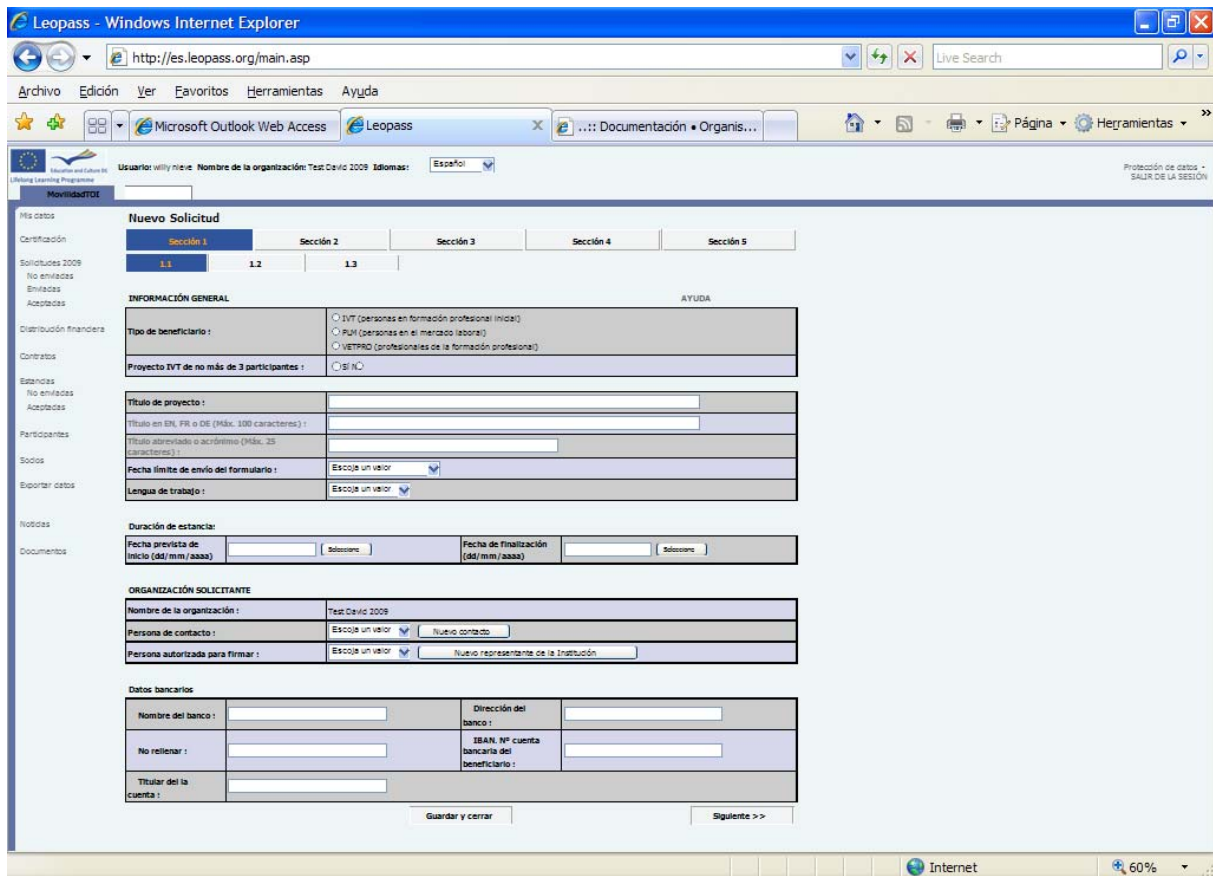 Leopass - Windows Internet Explorer
http://es.leopass.org/main.asp
Live Search
Archivo Edición Ver Favoritos Herramientas Ayuda
Microsoft Outlook Web Access
Leopass
..:: Documentación • Organis...
Página
Herramientas
Education and Culture DG
Lifelong Learning Programme
Usuario: willy nieve Nombre de la organización: Test David 2009 Idiomas: Español
Protección de datos -
SALIR DE LA SESIÓN
MovilidadTOI
Mis datos
Certificación
Solicitudes 2009
No enviadas
Enviadas
Aceptadas
Distribución financiera
Contratos
Estancias
No enviadas
Aceptadas
Participantes
Socios
Exportar datos
Noticias
Documentos
Nuevo Solicitud
Sección 1 Sección 2 Sección 3 Sección 4 Sección 5
1.1 1.2 1.3
INFORMACIÓN GENERAL AYUDA
Tipo de beneficiario :
IVT (personas en formación profesional inicial)
PLM (personas en el mercado laboral)
VETPRO (profesionales de la formación profesional)
Proyecto IVT de no más de 3 participantes : Sí No
Título de proyecto :
Título en EN, FR o DE (Máx. 100 caracteres) :
Título abreviado o acrónimo (Máx. 25
caracteres) :
Fecha límite de envío del formulario : Escoja un valor
Lengua de trabajo : Escoja un valor
Duración de estancia:
Fecha prevista de
inicio (dd/mm/aaaa)
Seleccione
Fecha de finalización
(dd/mm/aaaa)
Seleccione
ORGANIZACIÓN SOLICITANTE
Nombre de la organización : Test David 2009
Persona de contacto : Escoja un valor Nuevo contacto
Persona autorizada para firmar : Escoja un valor Nuevo representante de la Institución
Datos bancarios
Nombre del banco :
Dirección del
banco :
No rellenar :
IBAN. Nº cuenta
bancaria del
beneficiario :
Titular del la
cuenta :
Guardar y cerrar Siguiente >>
Internet 60%